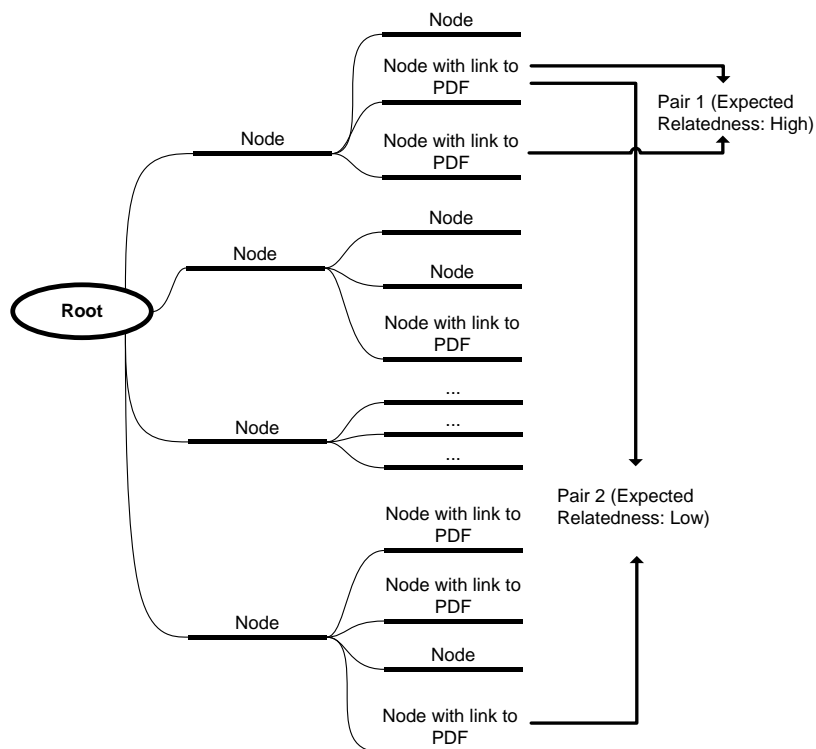 Node
Node with link to
PDF
Pair 1 (Expected
Relatedness: High)
Node
Node with link to
PDF
Node
Node
Node
Root
Node with link to
PDF
...
...
Node
...
Pair 2 (Expected
Relatedness: Low)
Node with link to
PDF
Node with link to
PDF
Node
Node
Node with link to
PDF